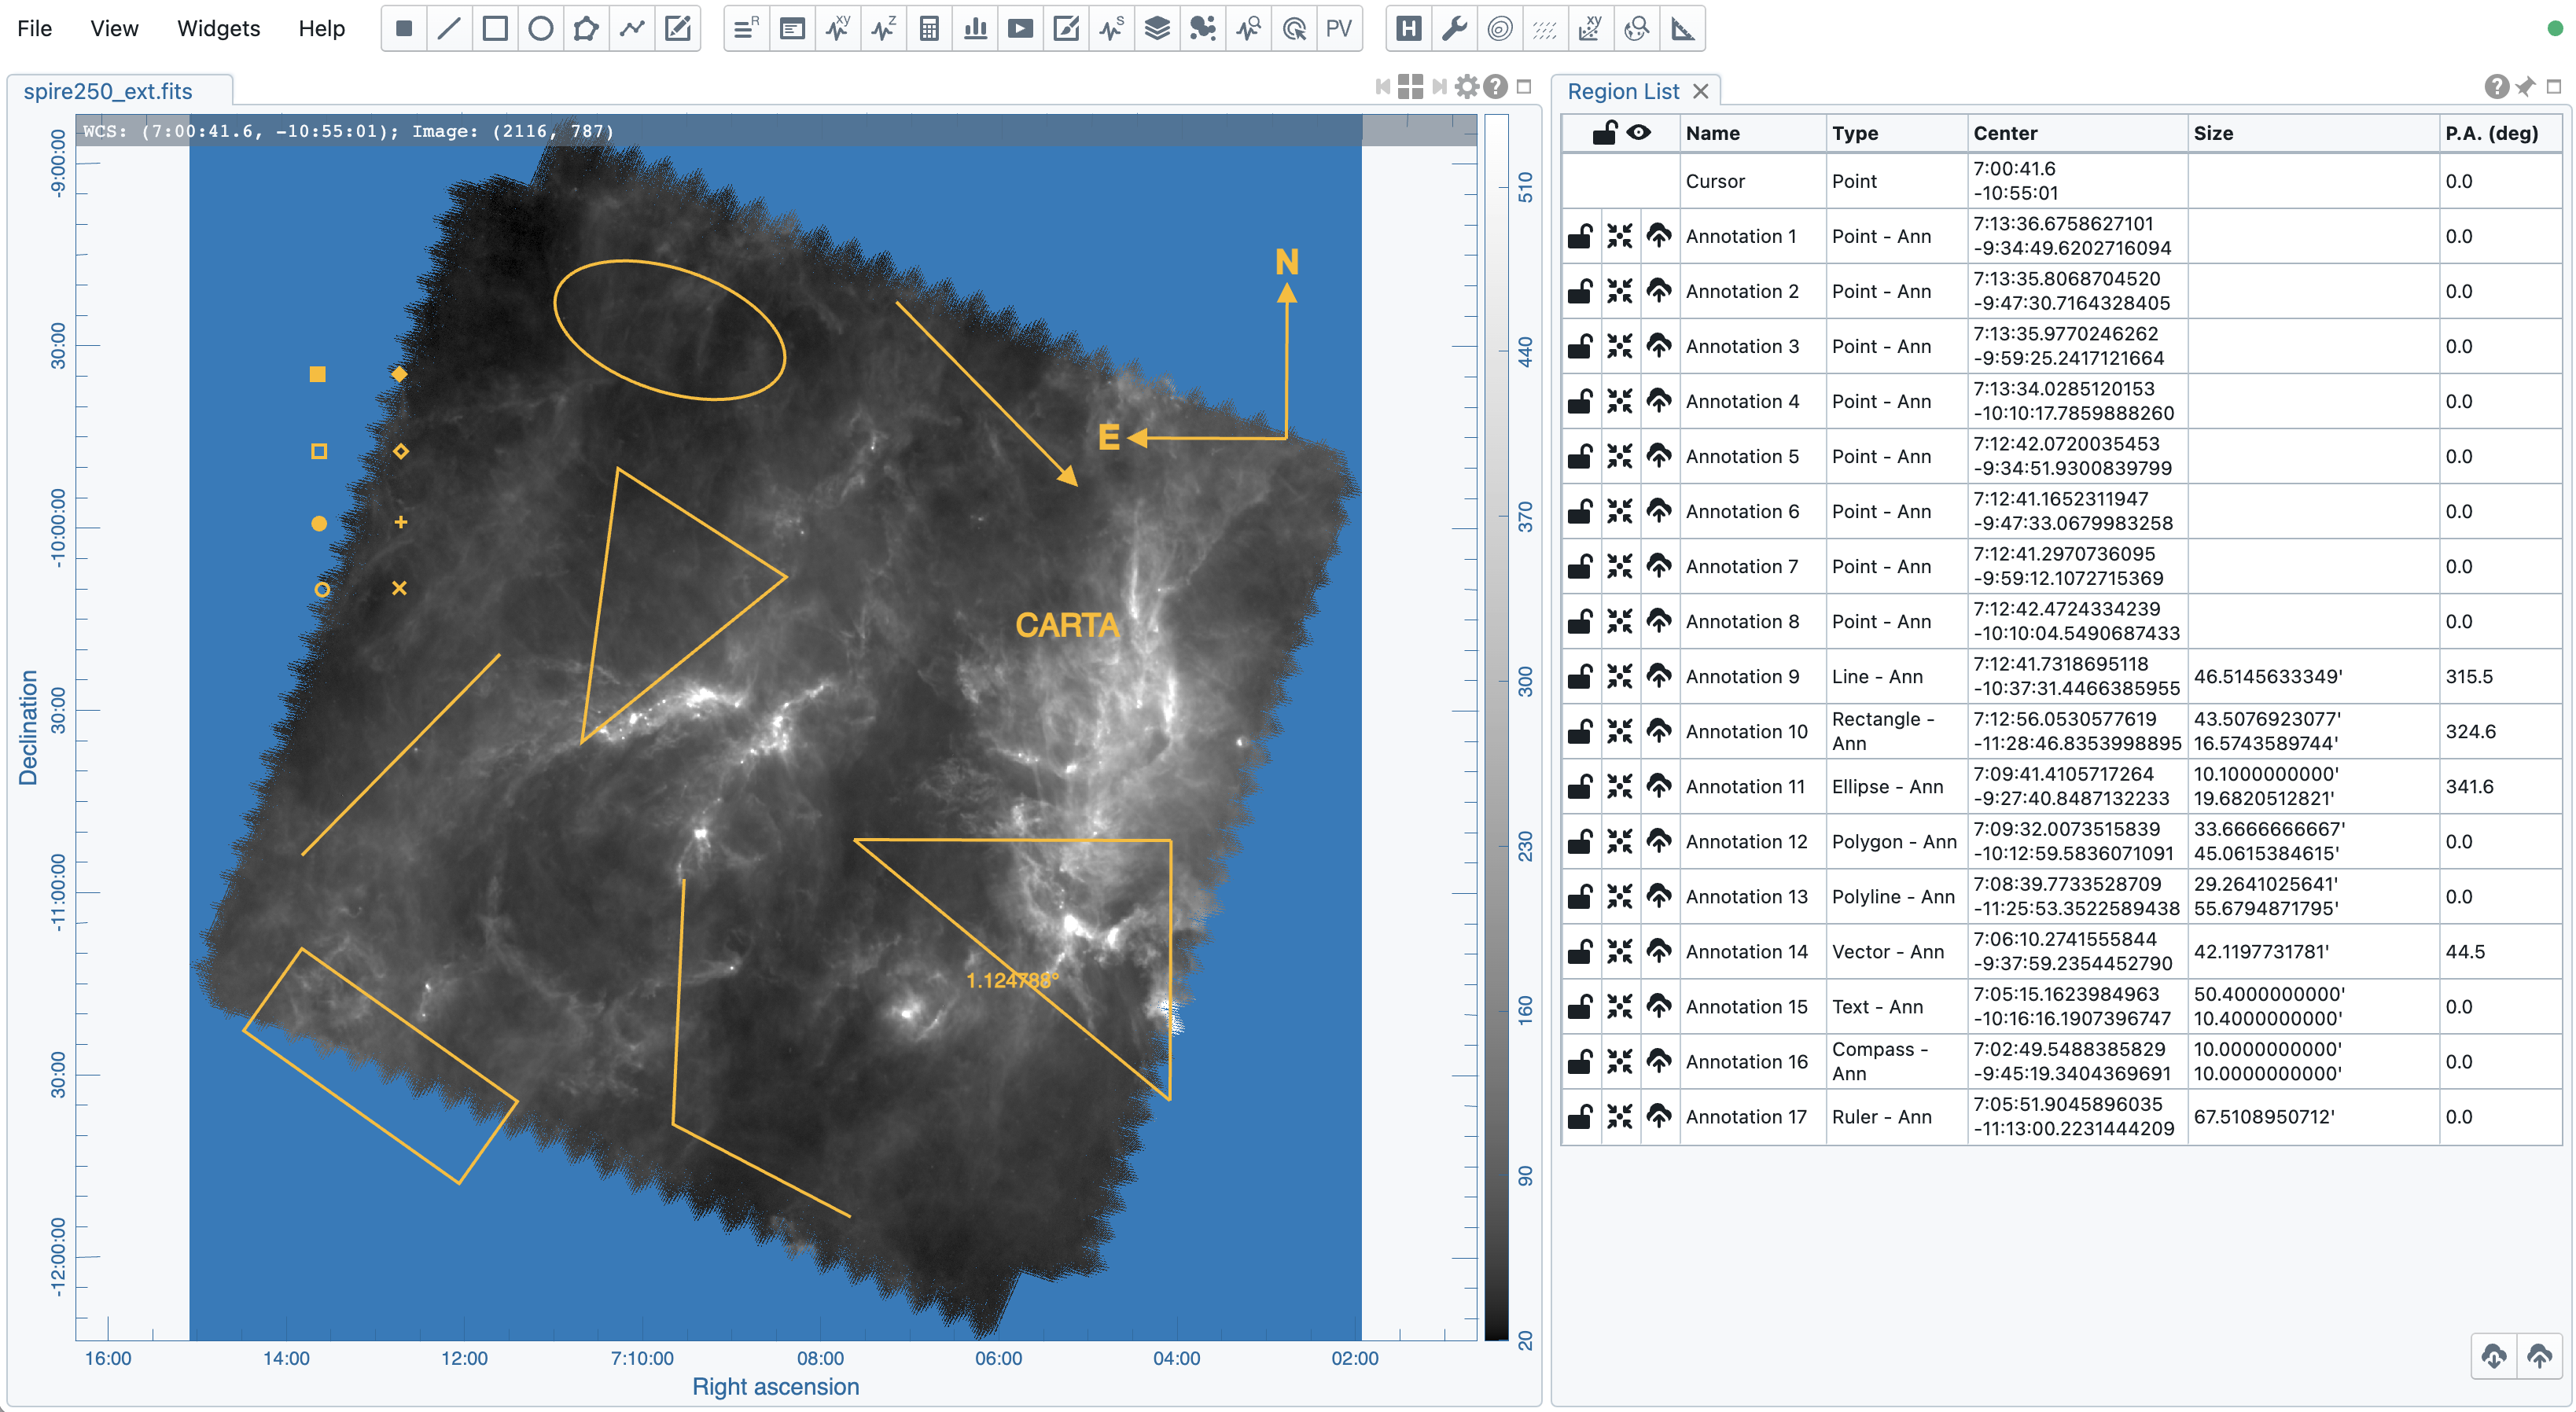 File View Widgets Help
R xy Z S PV H xy
spire250_ext.fits
WCS: (7:00:41.6, -10:55:01); Image: (2116, 787)
N
E
CARTA
1.124788°
Declination
-9:00:00
30:00
-10:00:00
30:00
-11:00:00
30:00
-12:00:00
16:00 14:00 12:00 7:10:00 08:00 06:00 04:00 02:00
Right ascension
510
440
370
300
230
160
90
20
Region List
Name Type Center Size P.A. (deg)
Cursor Point 7:00:41.6 0.0
-10:55:01
Annotation 1 Point - Ann 7:13:36.6758627101 0.0
-9:34:49.6202716094
Annotation 2 Point - Ann 7:13:35.8068704520 0.0
-9:47:30.7164328405
Annotation 3 Point - Ann 7:13:35.9770246262 0.0
-9:59:25.2417121664
Annotation 4 Point - Ann 7:13:34.0285120153 0.0
-10:10:17.7859888260
Annotation 5 Point - Ann 7:12:42.0720035453 0.0
-9:34:51.9300839799
Annotation 6 Point - Ann 7:12:41.1652311947 0.0
-9:47:33.0679983258
Annotation 7 Point - Ann 7:12:41.2970736095 0.0
-9:59:12.1072715369
Annotation 8 Point - Ann 7:12:42.4724334239 0.0
-10:10:04.5490687433
Annotation 9 Line - Ann 7:12:41.7318695118 46.5145633349' 315.5
-10:37:31.4466385955
Annotation 10 Rectangle - Ann 7:12:56.0530577619 43.5076923077' 324.6
-11:28:46.8353998895 16.5743589744'
Annotation 11 Ellipse - Ann 7:09:41.4105717264 10.1000000000' 341.6
-9:27:40.8487132233 19.6820512821'
Annotation 12 Polygon - Ann 7:09:32.0073515839 33.6666666667' 0.0
-10:12:59.5836071091 45.0615384615'
Annotation 13 Polyline - Ann 7:08:39.7733528709 29.2641025641' 0.0
-11:25:53.3522589438 55.6794871795'
Annotation 14 Vector - Ann 7:06:10.2741555844 42.1197731781' 44.5
-9:37:59.2354452790
Annotation 15 Text - Ann 7:05:15.1623984963 50.4000000000' 0.0
-10:16:16.1907396747 10.4000000000'
Annotation 16 Compass - Ann 7:02:49.5488385829 10.0000000000' 0.0
-9:45:19.3404369691 10.0000000000'
Annotation 17 Ruler - Ann 7:05:51.9045896035 67.5108950712' 0.0
-11:13:00.2231444209